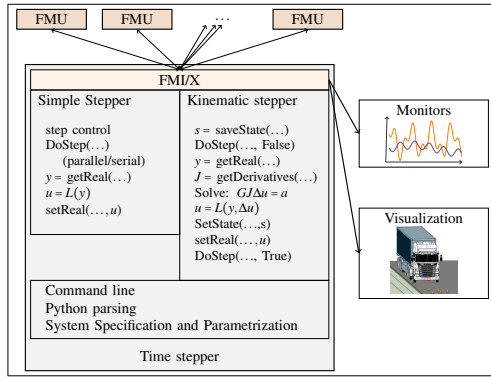 FMU FMU ... FMU
FMI/X
Simple Stepper
step control
DoStep(...)
(parallel/serial)
y = getReal(...)
u = L(y)
setReal(...,u)
Kinematic stepper
s = saveState(...)
DoStep(..., False)
y = getReal(...)
J = getDerivatives(...)
Solve: GJΔu = a
u = L(y,Δu)
SetState(...,s)
setReal(...,u)
DoStep(..., True)
Command line
Python parsing
System Specification and Parametrization
Time stepper
Monitors
Visualization